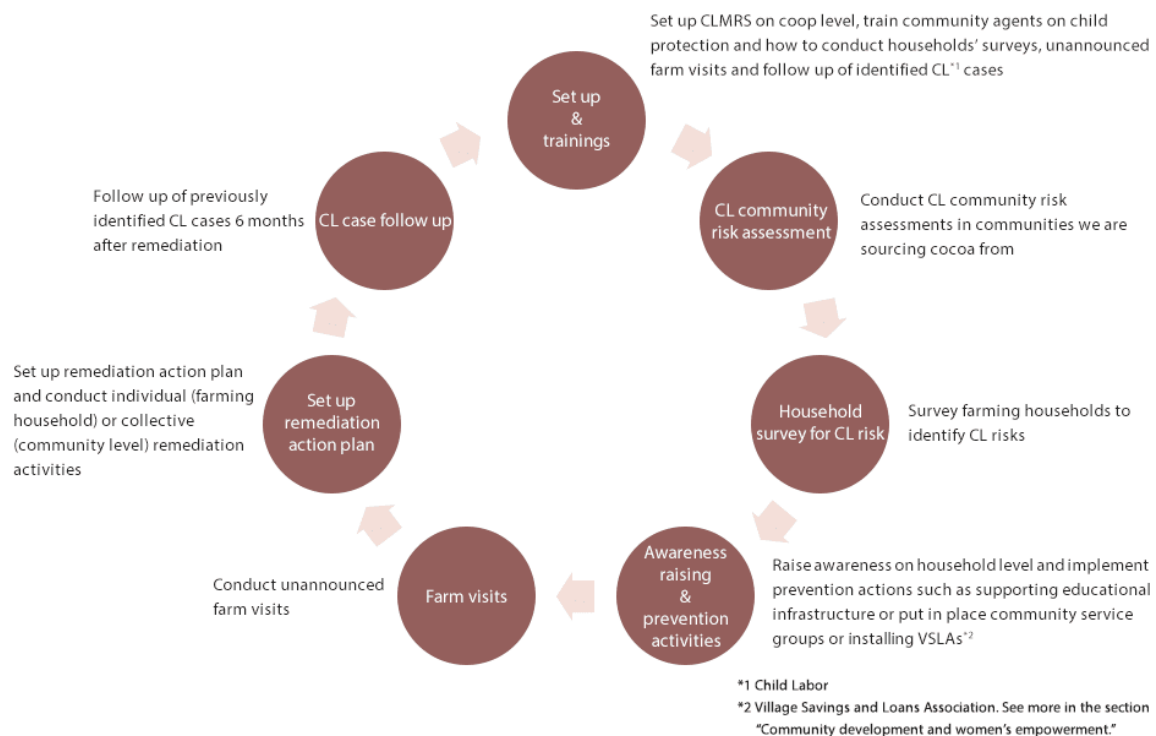 Set up CLMRS on coop level, train community agents on child
protection and how to conduct households' surveys, unannounced
farm visits and follow up of identified CL*1 cases
Set up
&
trainings
CL community
risk assessment
Conduct CL community risk
assessments in communities we are
sourcing cocoa from
Household
survey for CL risk
Survey farming households to
identify CL risks
Awareness
raising
&
prevention
activities
Raise awareness on household level and implement
prevention actions such as supporting educational
infrastructure or put in place community service
groups or installing VSLAs*2
Farm visits
Conduct unannounced
farm visits
Set up
remediation
action plan
Set up remediation action plan
and conduct individual (farming
household) or collective
(community level) remediation
activities
CL case follow up
Follow up of previously
identified CL cases 6 months
after remediation
*1 Child Labor
*2 Village Savings and Loans Association. See more in the section
"Community development and women's empowerment."